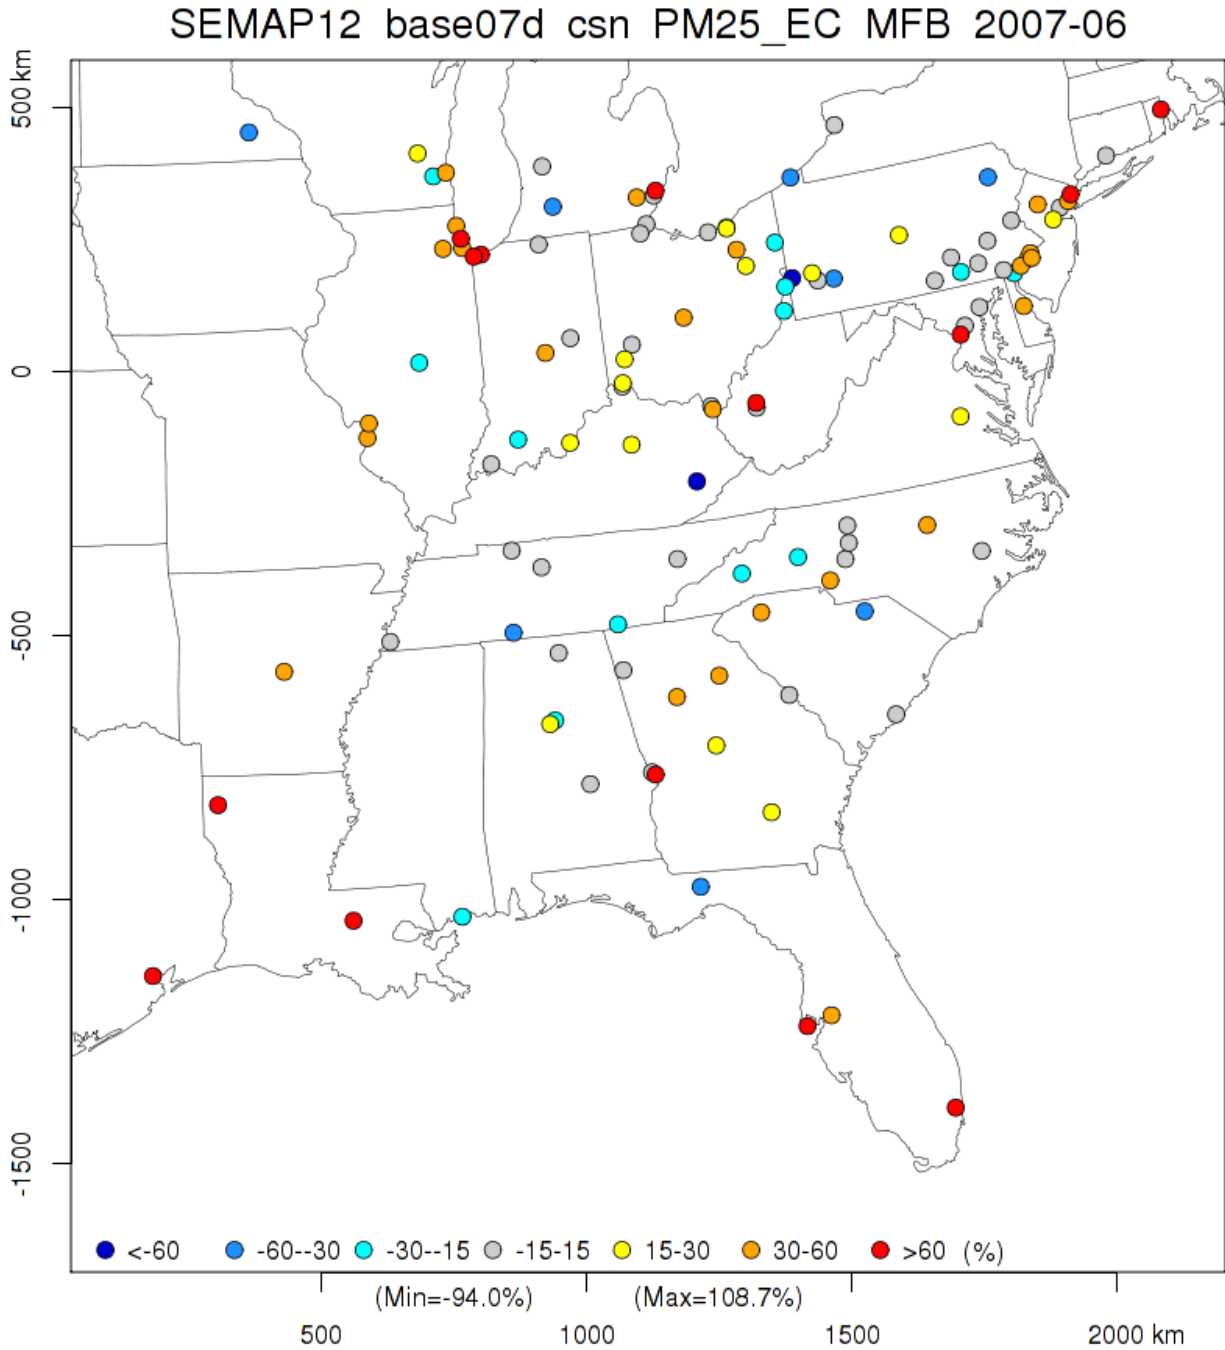 SEMAP12 base07d csn PM25_EC MFB 2007-06
500 km
0
-500
-1000
-1500
<-60 -60--30 -30--15 -15-15 15-30 30-60 >60 (%)
(Min=-94.0%) (Max=108.7%)
500 1000 1500 2000 km